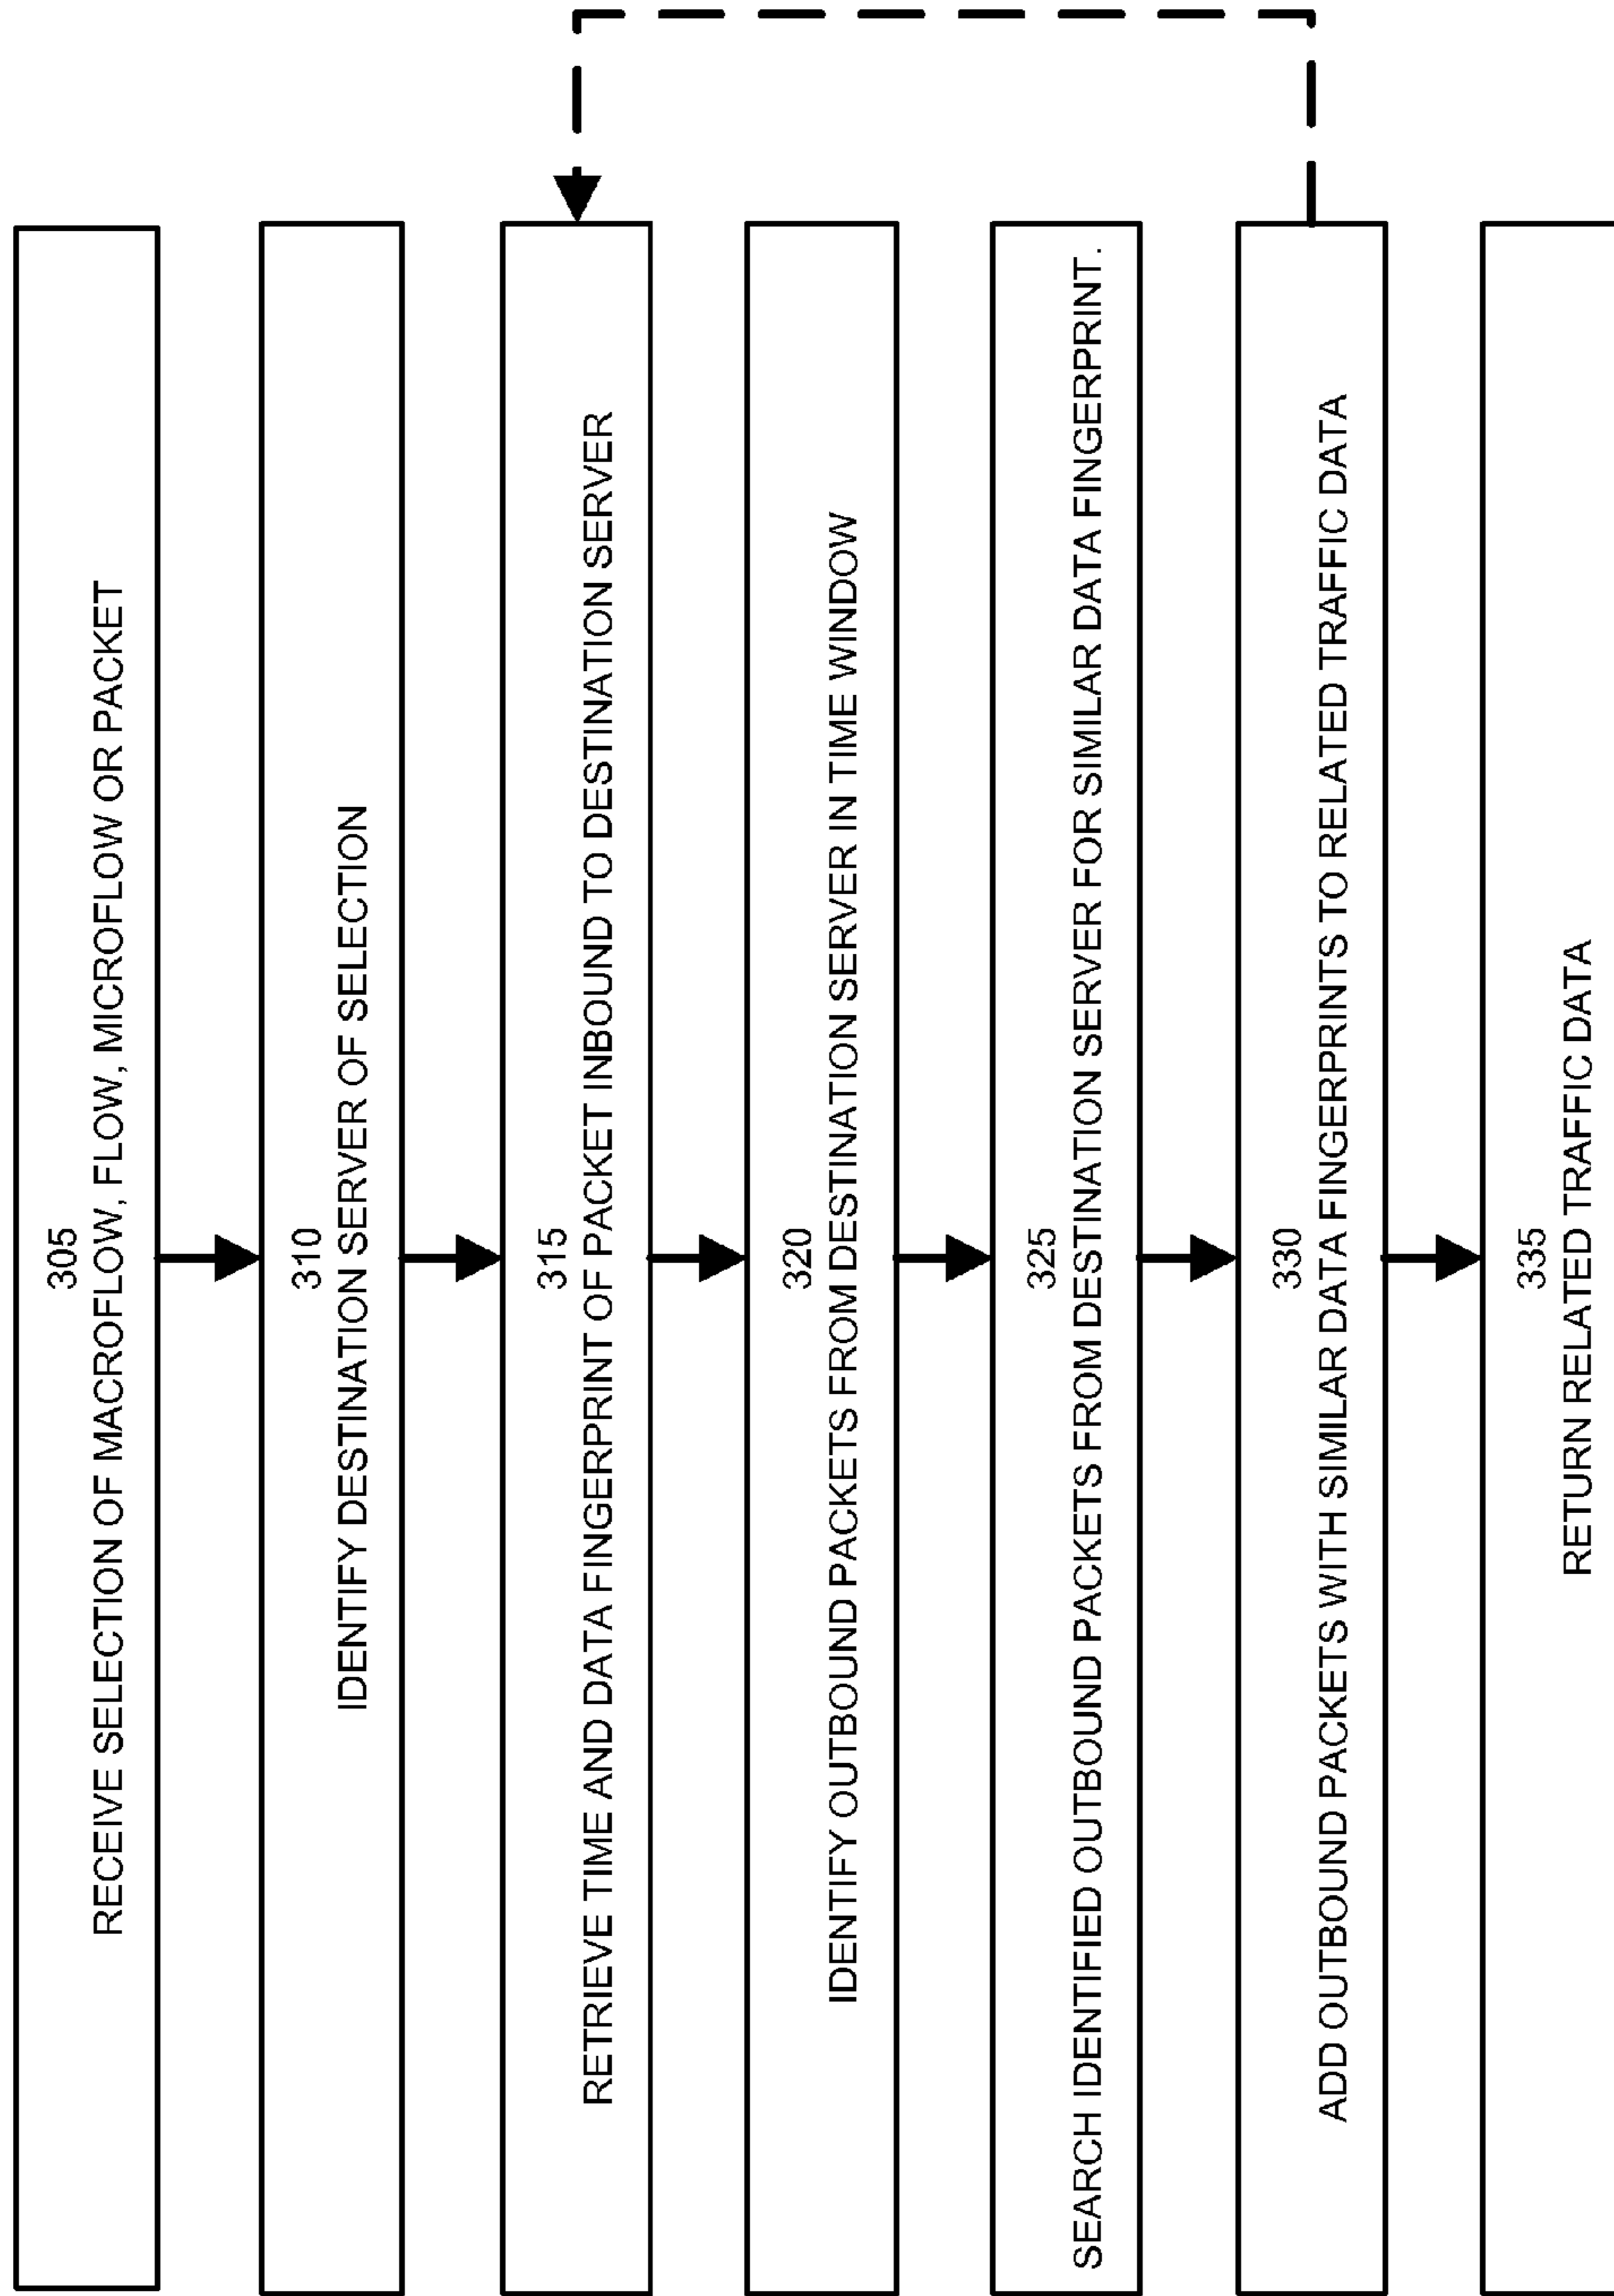 305
RECEIVE SELECTION OF MACROFLOW, FLOW, MICROFLOW OR PACKET
310
IDENTIFY DESTINATION SERVER OF SELECTION
315
RETRIEVE TIME AND DATA FINGERPRINT OF PACKET INBOUND TO DESTINATION SERVER
320
IDENTIFY OUTBOUND PACKETS FROM DESTINATION SERVER IN TIME WINDOW
325
SEARCH IDENTIFIED OUTBOUND PACKETS FROM DESTINATION SERVER FOR SIMILAR DATA FINGERPRINT.
330
ADD OUTBOUND PACKETS WITH SIMILAR DATA FINGERPRINTS TO RELATED TRAFFIC DATA
335
RETURN RELATED TRAFFIC DATA